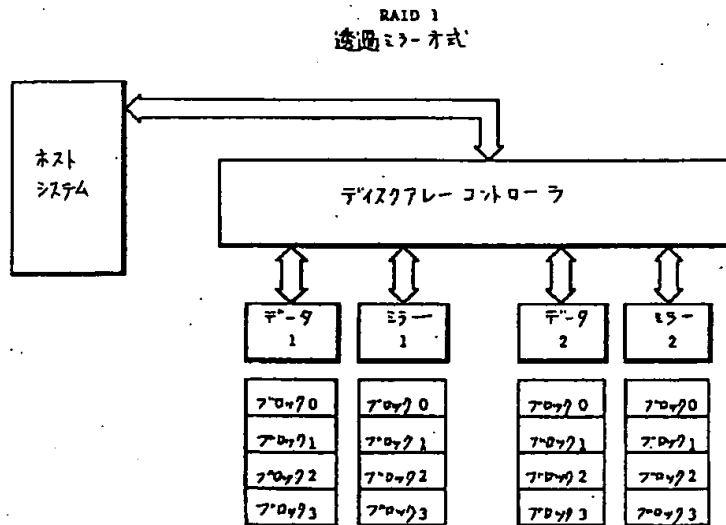 RAID 1
透過ミラー方式
ホスト
システム
ディスクアレーコントローラ
データ
1
ミラー
1
データ
2
ミラー
2
ブロック0
ブロック1
ブロック2
ブロック3
ブロック0
ブロック1
ブロック2
ブロック3
ブロック0
ブロック1
ブロック2
ブロック3
ブロック0
ブロック1
ブロック2
ブロック3